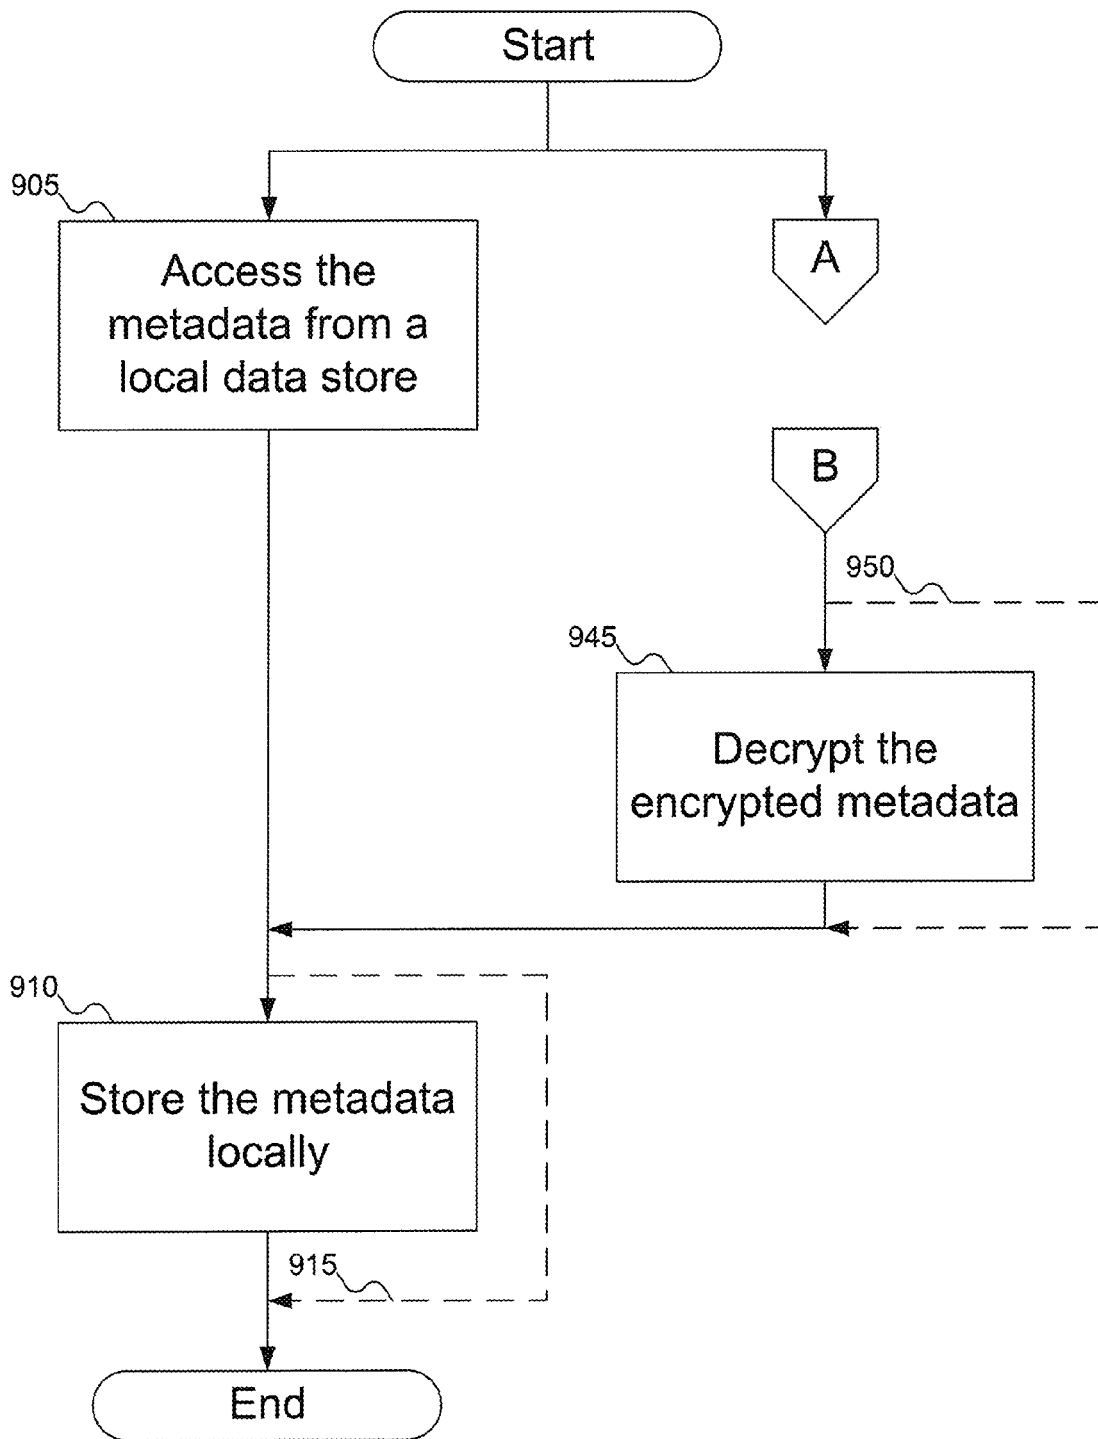 Start
905
Access the
metadata from a
local data store
A
B
950
945
Decrypt the
encrypted metadata
910
Store the metadata
locally
915
End